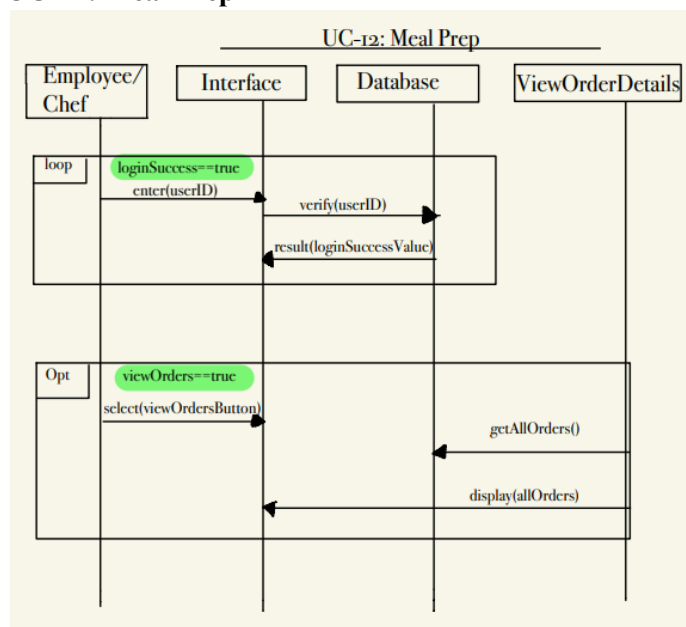 UC-12: Meal Prep
Employee/
Chef
Interface
Database
ViewOrderDetails
loop
loginSuccess==true
enter(userID)
verify(userID)
result(loginSuccessValue)
Opt
viewOrders==true
select(viewOrdersButton)
getAllOrders()
display(allOrders)